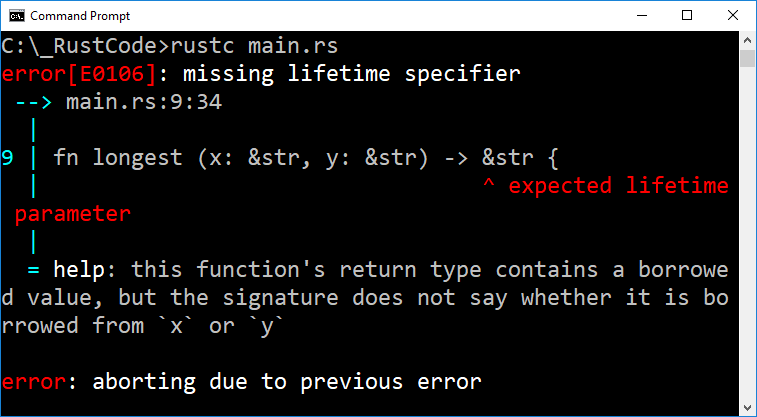 Command Prompt
C:\_RustCode>rustc main.rs
error[E0106]: missing lifetime specifier
 --> main.rs:9:34
  |
9 | fn longest (x: &str, y: &str) -> &str {
  |                                  ^ expected lifetime
 parameter
  |
  = help: this function's return type contains a borrowe
d value, but the signature does not say whether it is bo
rrowed from `x` or `y`
error: aborting due to previous error